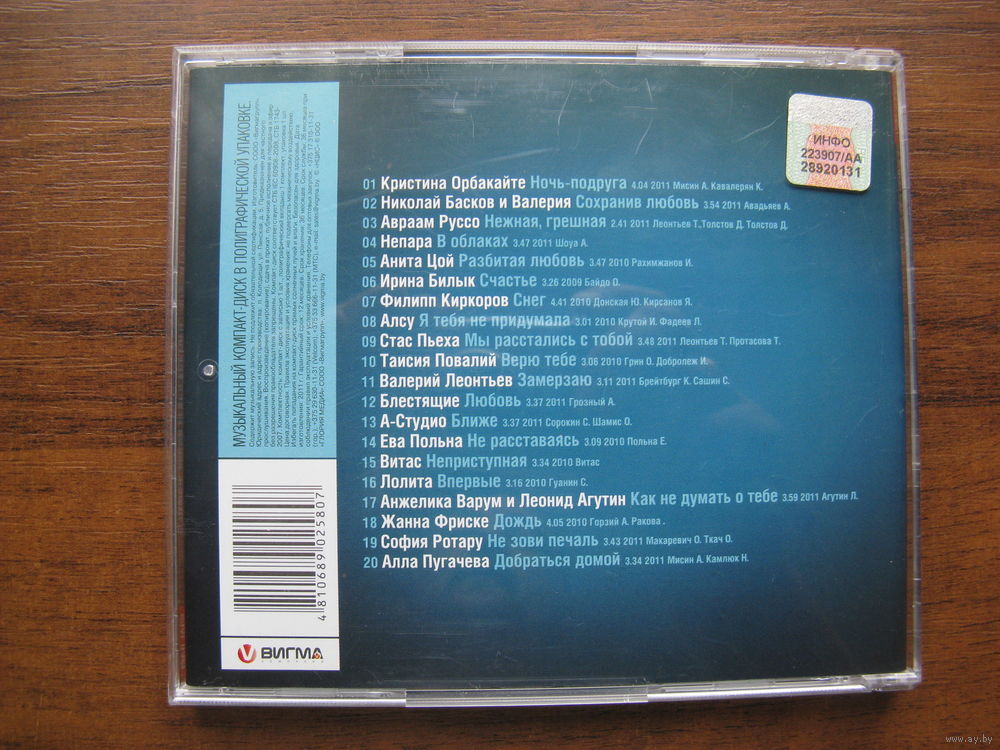 ИНФО
223907/АА
28920131
01 Кристина Орбакайте Ночь-подруга 4.04 2011 Мисин А. Кавалерян К.
02 Николай Басков и Валерия Сохранив любовь 3.54 2011 Авадьяев А.
03 Авраам Руссо Нежная, грешная 2.41 2011 Леонтьев Т.,Толстов Д. Толстов Д.
04 Непара В облаках 3.47 2011 Шоуа А.
05 Анита Цой Разбитая любовь 3.47 2010 Рахимжанов И.
06 Ирина Билык Счастье 3.26 2009 Байдо О.
07 Филипп Киркоров Снег 4.41 2010 Донская Ю. Кирсанов Я.
08 Алсу Я тебя не придумала 3.01 2010 Крутой И. Фадеев Л.
09 Стас Пьеха Мы расстались с тобой 3.48 2011 Леонтьев Т. Протасова Т.
10 Таисия Повалий Верю тебе 3.06 2010 Грин О. Добролеж И.
11 Валерий Леонтьев Замерзаю 3.11 2011 Брейтбург К. Сашин С.
12 Блестящие Любовь 3.37 2011 Грозный А.
13 А-Студио Ближе 3.37 2011 Сорокин С. Шамис О.
14 Ева Польна Не расставаясь 3.09 2010 Польна Е.
15 Витас Неприступная 3.34 2010 Витас
16 Лолита Впервые 3.16 2010 Гуанин С.
17 Анжелика Варум и Леонид Агутин Как не думать о тебе 3.59 2011 Агутин Л.
18 Жанна Фриске Дождь 4.05 2010 Горзий А. Ракова .
19 София Ротару Не зови печаль 3.43 2011 Макаревич О. Ткач О.
20 Алла Пугачева Добраться домой 3.34 2011 Мисин А. Камлюк Н.
МУЗЫКАЛЬНЫЙ КОМПАКТ-ДИСК В ПОЛИГРАФИЧЕСКОЙ УПАКОВКЕ.
4 810689 025807
ВИГМА
www.ay.by